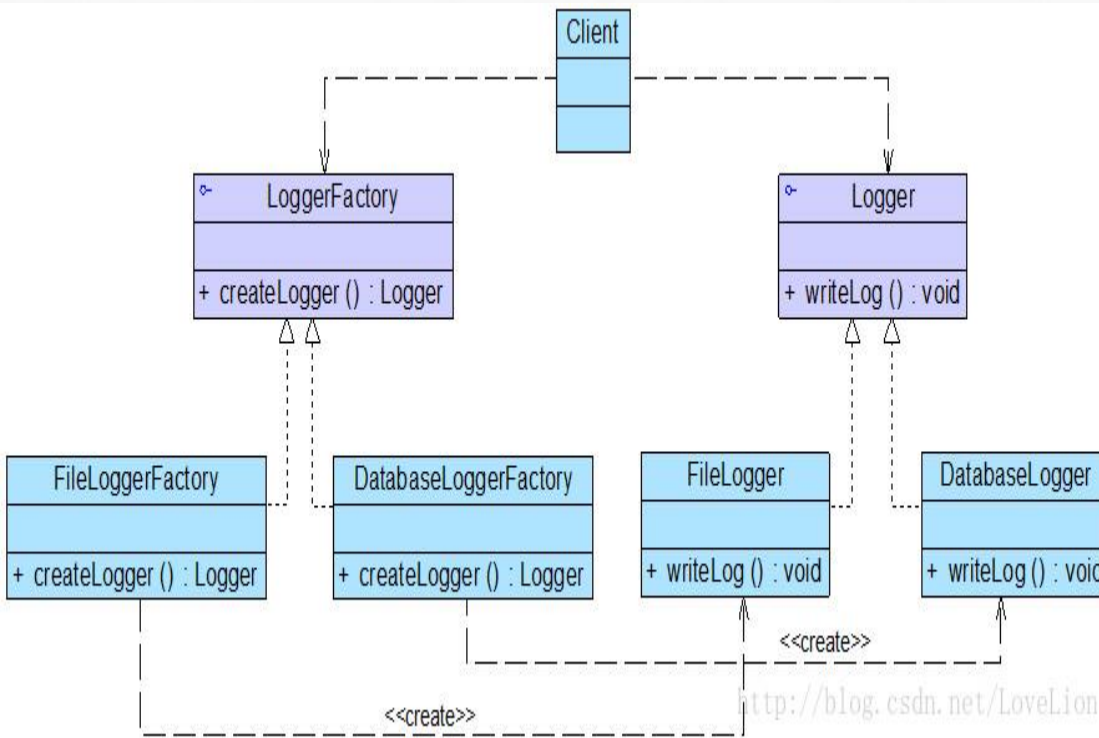 Client
LoggerFactory
+ createLogger () : Logger
Logger
+ writeLog () : void
FileLoggerFactory
+ createLogger () : Logger
DatabaseLoggerFactory
+ createLogger () : Logger
FileLogger
+ writeLog () : void
DatabaseLogger
+ writeLog () : void
<<create>>
<<create>>
http://blog.csdn.net/LoveLion